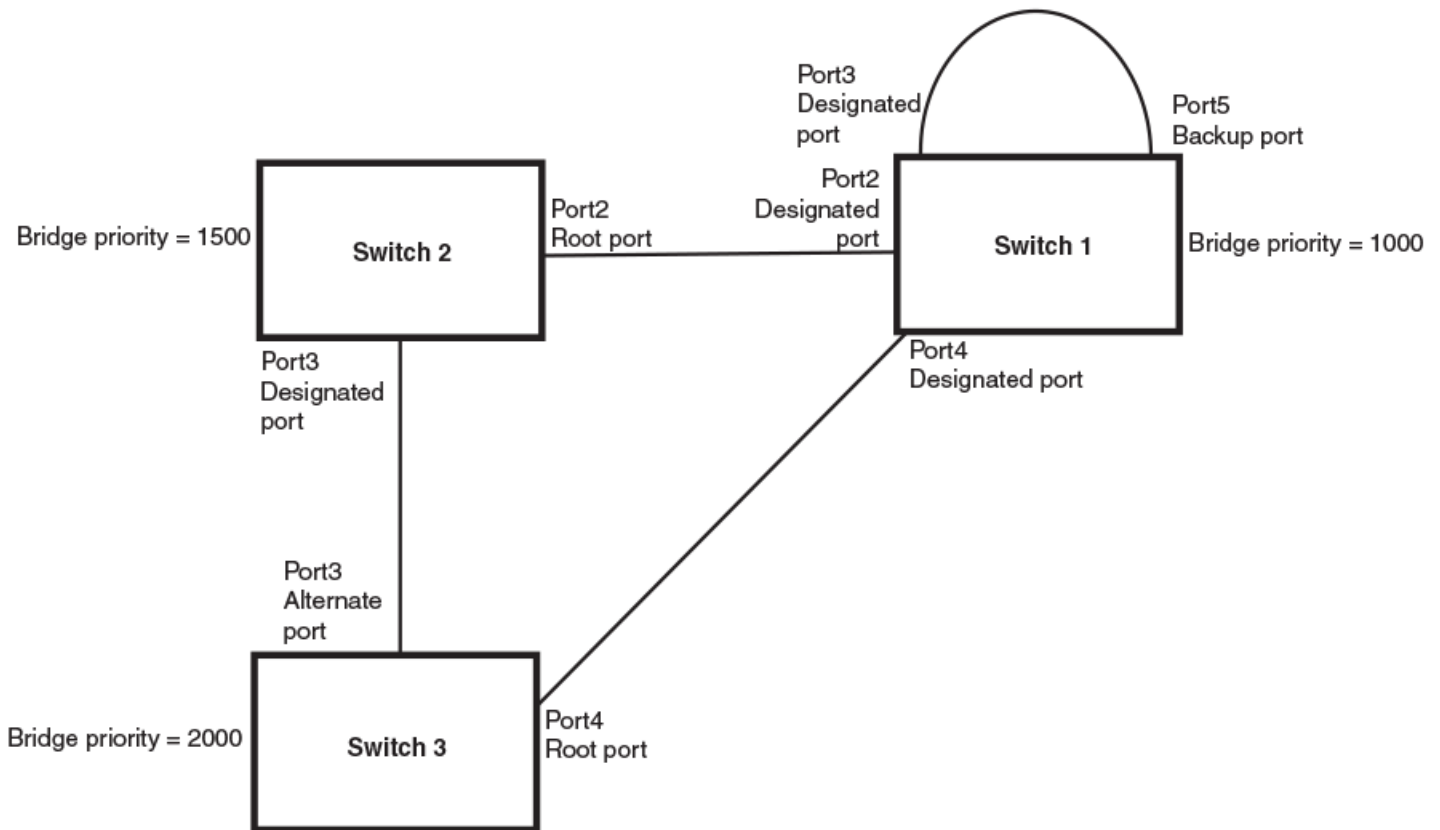 Port3
Designated
port
Port5
Backup port
Port2
Designated
port
Port2
Root port
Bridge priority = 1500
Switch 2
Switch 1
Bridge priority = 1000
Port3
Designated
port
Port4
Designated port
Port3
Alternate
port
Bridge priority = 2000
Switch 3
Port4
Root port